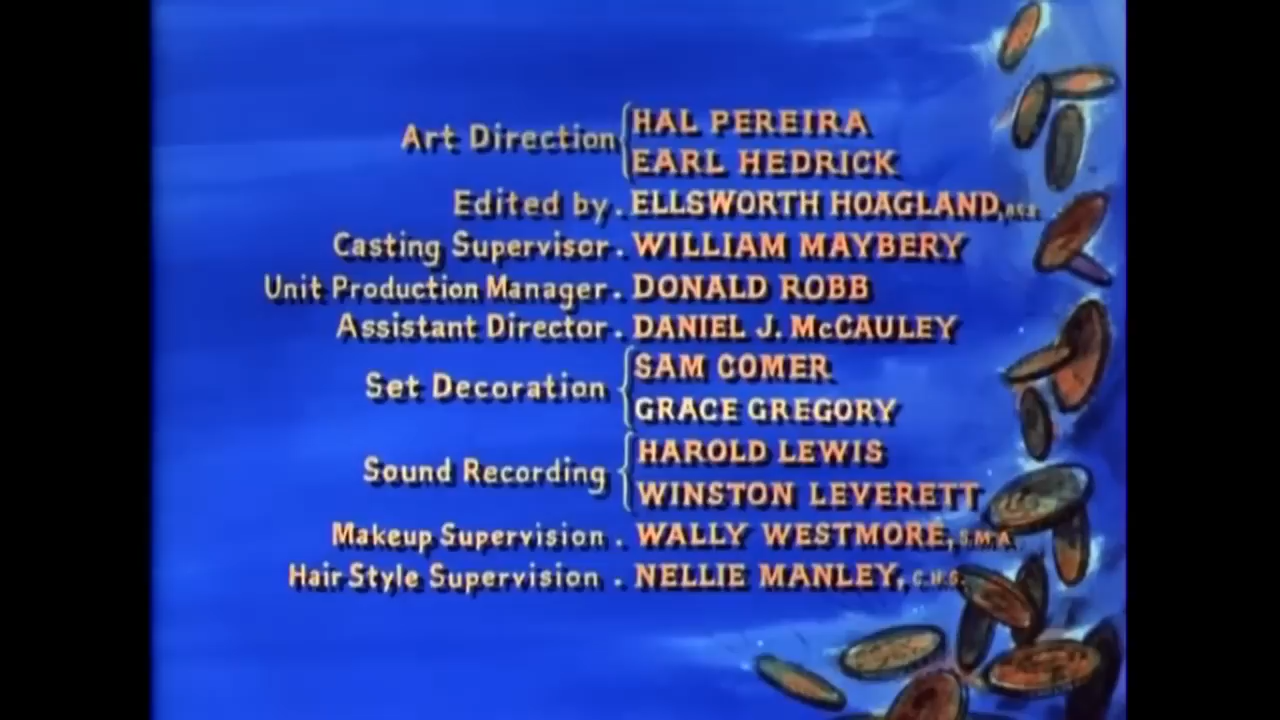 Art Direction { HAL PEREIRA
EARL HEDRICK
Edited by . ELLSWORTH HOAGLAND,
Casting Supervisor . WILLIAM MAYBERY
Unit Production Manager . DONALD ROBB
Assistant Director . DANIEL J. McCAULEY
Set Decoration { SAM COMER
GRACE GREGORY
Sound Recording { HAROLD LEWIS
WINSTON LEVERETT
Makeup Supervision . WALLY WESTMORE, S.M.A.
Hair Style Supervision . NELLIE MANLEY, C.H.S.